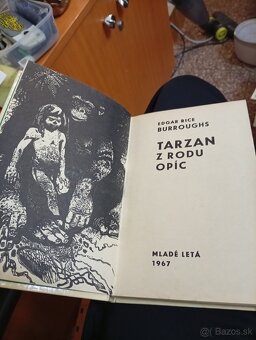 EDGAR RICE
BURROUGHS
TARZAN
Z RODU
OPÍC
MLADÉ LETÁ
1967
Bazos.sk